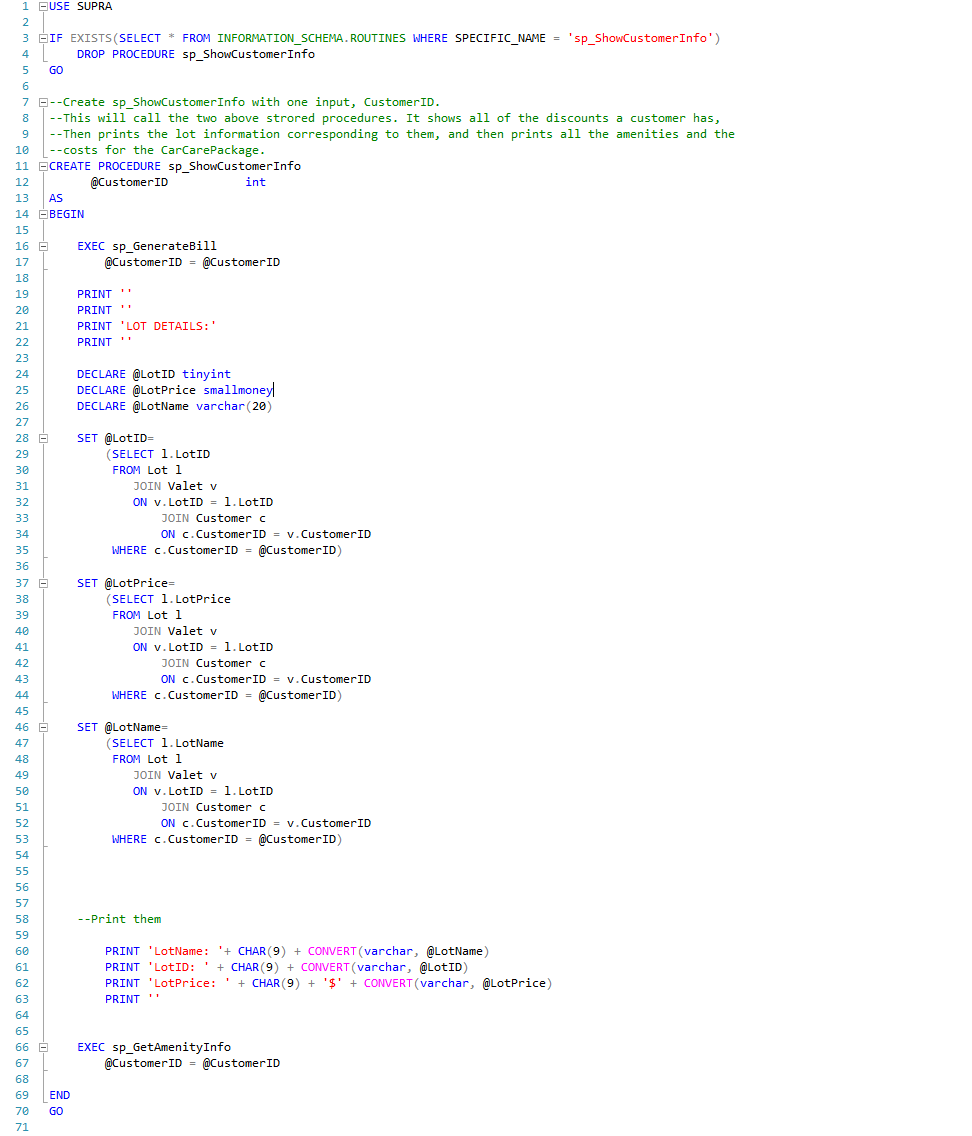 1 USE SUPRA
2
3 IF EXISTS(SELECT * FROM INFORMATION_SCHEMA.ROUTINES WHERE SPECIFIC_NAME = 'sp_ShowCustomerInfo')
4     DROP PROCEDURE sp_ShowCustomerInfo
5 GO
6
7 --Create sp_ShowCustomerInfo with one input, CustomerID.
8 --This will call the two above strored procedures. It shows all of the discounts a customer has,
9 --Then prints the lot information corresponding to them, and then prints all the amenities and the
10 --costs for the CarCarePackage.
11 CREATE PROCEDURE sp_ShowCustomerInfo
12       @CustomerID           int
13 AS
14 BEGIN
15
16     EXEC sp_GenerateBill
17         @CustomerID = @CustomerID
18
19     PRINT ''
20     PRINT ''
21     PRINT 'LOT DETAILS:'
22     PRINT ''
23
24     DECLARE @LotID tinyint
25     DECLARE @LotPrice smallmoney
26     DECLARE @LotName varchar(20)
27
28     SET @LotID=
29         (SELECT l.LotID
30          FROM Lot l
31             JOIN Valet v
32             ON v.LotID = l.LotID
33                 JOIN Customer c
34                 ON c.CustomerID = v.CustomerID
35          WHERE c.CustomerID = @CustomerID)
36
37     SET @LotPrice=
38         (SELECT l.LotPrice
39          FROM Lot l
40             JOIN Valet v
41             ON v.LotID = l.LotID
42                 JOIN Customer c
43                 ON c.CustomerID = v.CustomerID
44          WHERE c.CustomerID = @CustomerID)
45
46     SET @LotName=
47         (SELECT l.LotName
48          FROM Lot l
49             JOIN Valet v
50             ON v.LotID = l.LotID
51                 JOIN Customer c
52                 ON c.CustomerID = v.CustomerID
53          WHERE c.CustomerID = @CustomerID)
54
55
56
57
58     --Print them
59
60         PRINT 'LotName: '+ CHAR(9) + CONVERT(varchar, @LotName)
61         PRINT 'LotID: ' + CHAR(9) + CONVERT(varchar, @LotID)
62         PRINT 'LotPrice: ' + CHAR(9) + '$' + CONVERT(varchar, @LotPrice)
63         PRINT ''
64
65
66     EXEC sp_GetAmenityInfo
67         @CustomerID = @CustomerID
68
69 END
70 GO
71